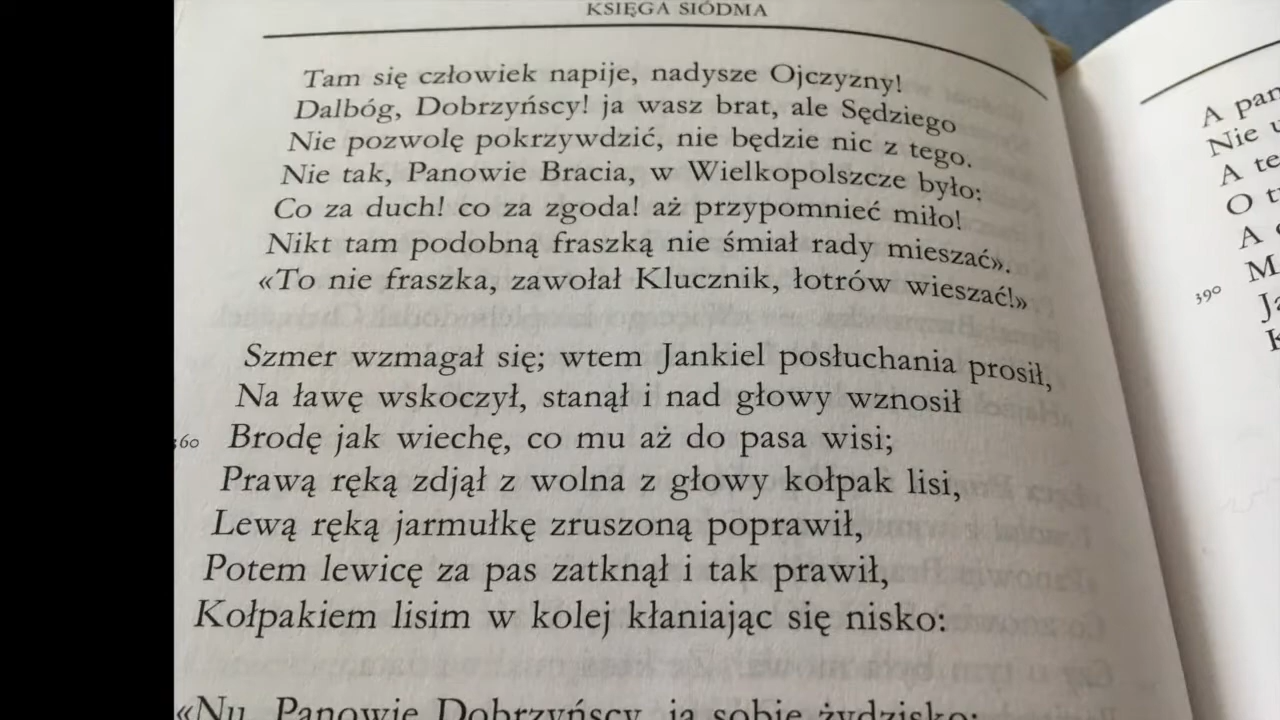 KSIĘGA SIÓDMA
Tam się człowiek napije, nadysze Ojczyzny!
Dalbóg, Dobrzyńscy! ja wasz brat, ale Sędziego
Nie pozwolę pokrzywdzić, nie będzie nic z tego.
Nie tak, Panowie Bracia, w Wielkopolszcze było:
Co za duch! co za zgoda! aż przypomnieć miło!
Nikt tam podobną fraszką nie śmiał rady mieszać».
«To nie fraszka, zawołał Klucznik, łotrów wieszać!»
Szmer wzmagał się; wtem Jankiel posłuchania prosił,
Na ławę wskoczył, stanął i nad głowy wznosił
360 Brodę jak wiechę, co mu aż do pasa wisi;
Prawą ręką zdjął z wolna z głowy kołpak lisi,
Lewą ręką jarmułkę zruszoną poprawił,
Potem lewicę za pas zatknął i tak prawił,
Kołpakiem lisim w kolej kłaniając się nisko:
«Nu, Panowie Dobrzyńscy, ja sobie żydzisko;
A pan
Nie
A te
O
A
390